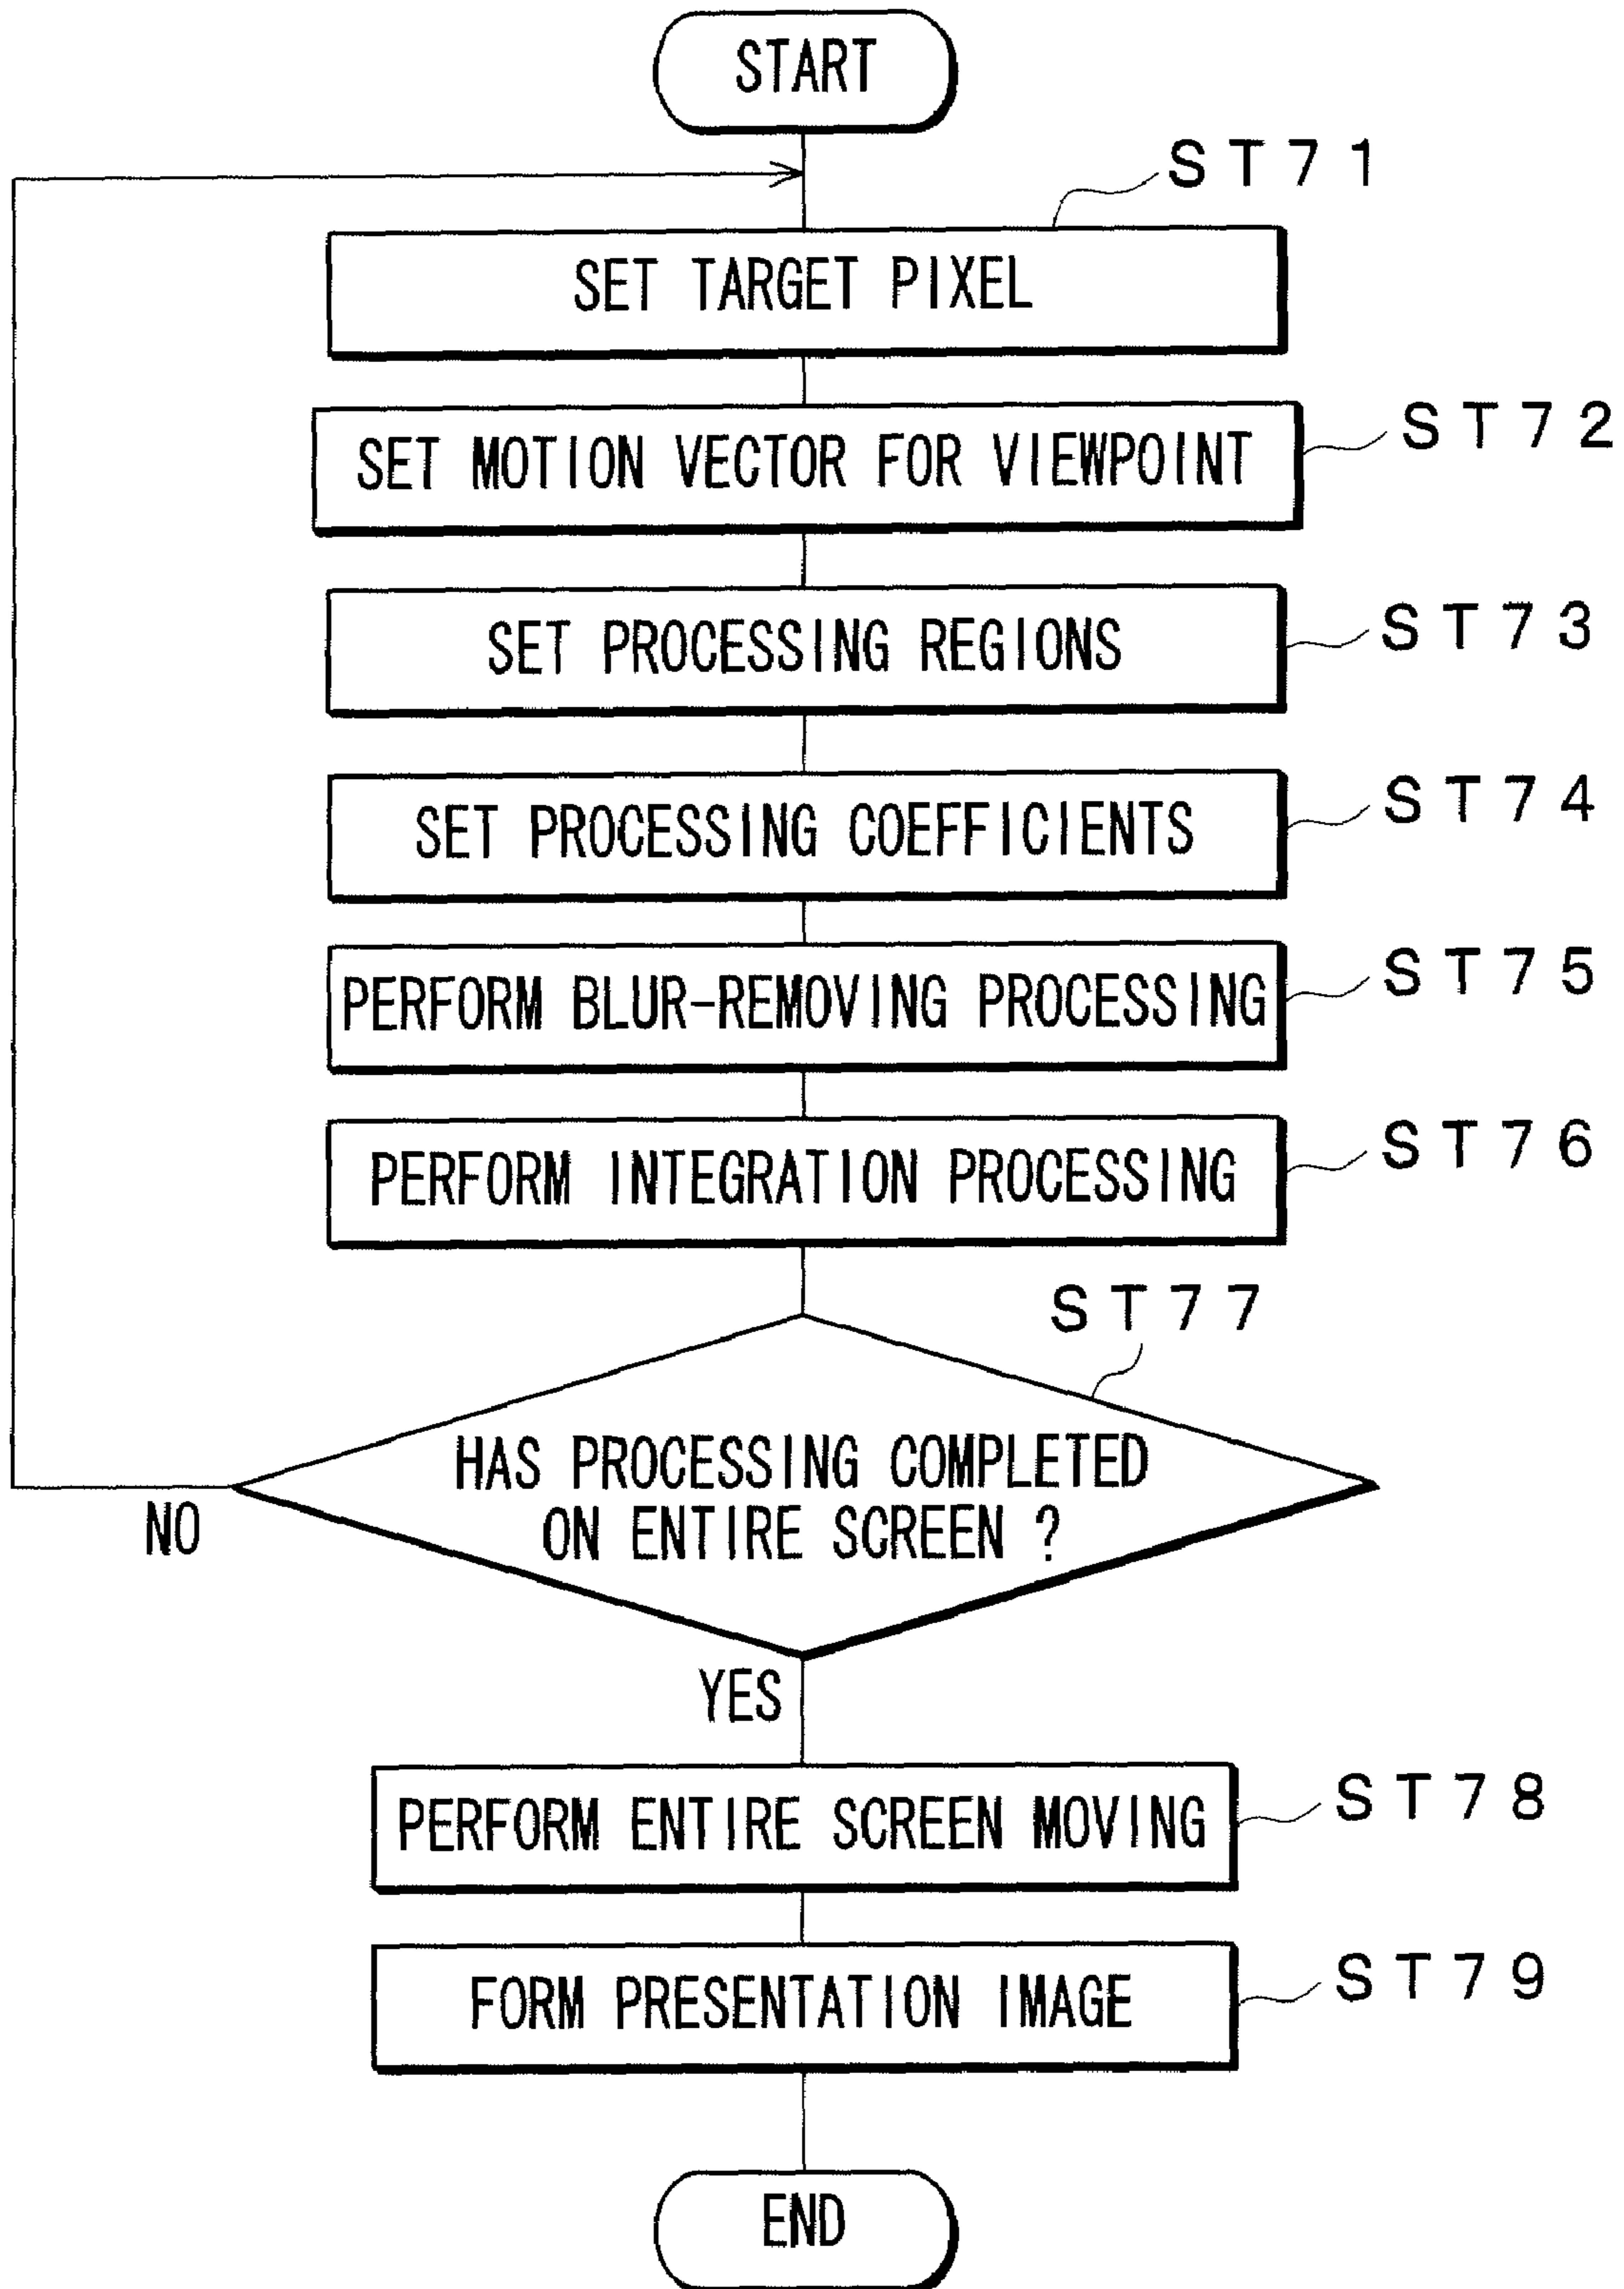 START
ST71
SET TARGET PIXEL
SET MOTION VECTOR FOR VIEWPOINT
ST72
SET PROCESSING REGIONS
ST73
SET PROCESSING COEFFICIENTS
ST74
PERFORM BLUR-REMOVING PROCESSING
ST75
PERFORM INTEGRATION PROCESSING
ST76
ST77
HAS PROCESSING COMPLETED
ON ENTIRE SCREEN ?
NO
YES
PERFORM ENTIRE SCREEN MOVING
ST78
FORM PRESENTATION IMAGE
ST79
END